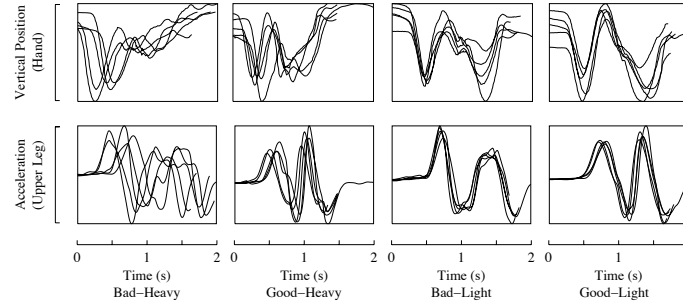 Vertical Position
(Hand)
Acceleration
(Upper Leg)
0 1 2 0 1 2 0 1 2 0 1
Time (s) Time (s) Time (s) Time (s)
Bad−Heavy Good−Heavy Bad−Light Good−Light